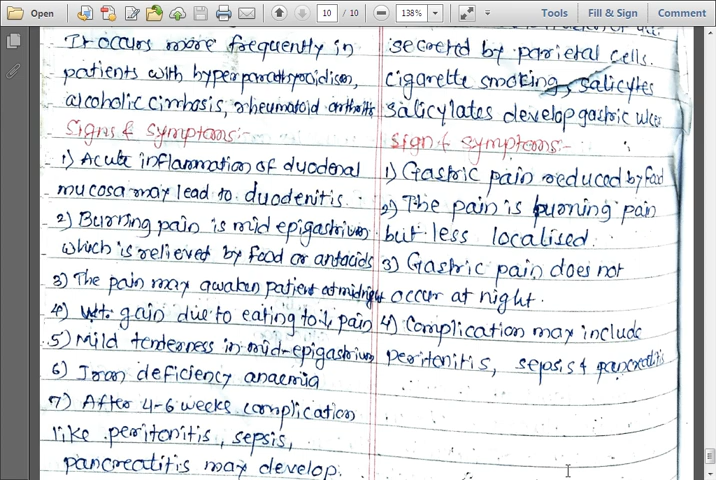 10 / 10
138%
Tools
Fill & Sign
Comment
It occurs more frequently in
patients with hyperparathyroidism,
alcoholic cirrhosis, rheumatoid arthritis
Signs & Symptoms:-
1) Acute inflammation of duodenal
mucosa may lead to duodenitis.
2) Burning pain is mid epigastrium
which is relieved by food or antacids
3) The pain may awaken patient at midnight
4) Wt. gain due to eating to ↓ pain
5) Mild tenderness in mid-epigastrium
6) Iron deficiency anaemia
7) After 4-6 weeks complication
like peritonitis, sepsis,
pancreatitis may develop.
secreted by parietal cells.
cigarette smoking, salicytes
salicylates develop gastric ulcer
Sign & Symptoms:-
1) Gastric pain reduced by food
2) The pain is burning pain
but less localised.
3) Gastric pain does not
occur at night.
4) Complication may include
peritonitis, sepsis & pancreatitis